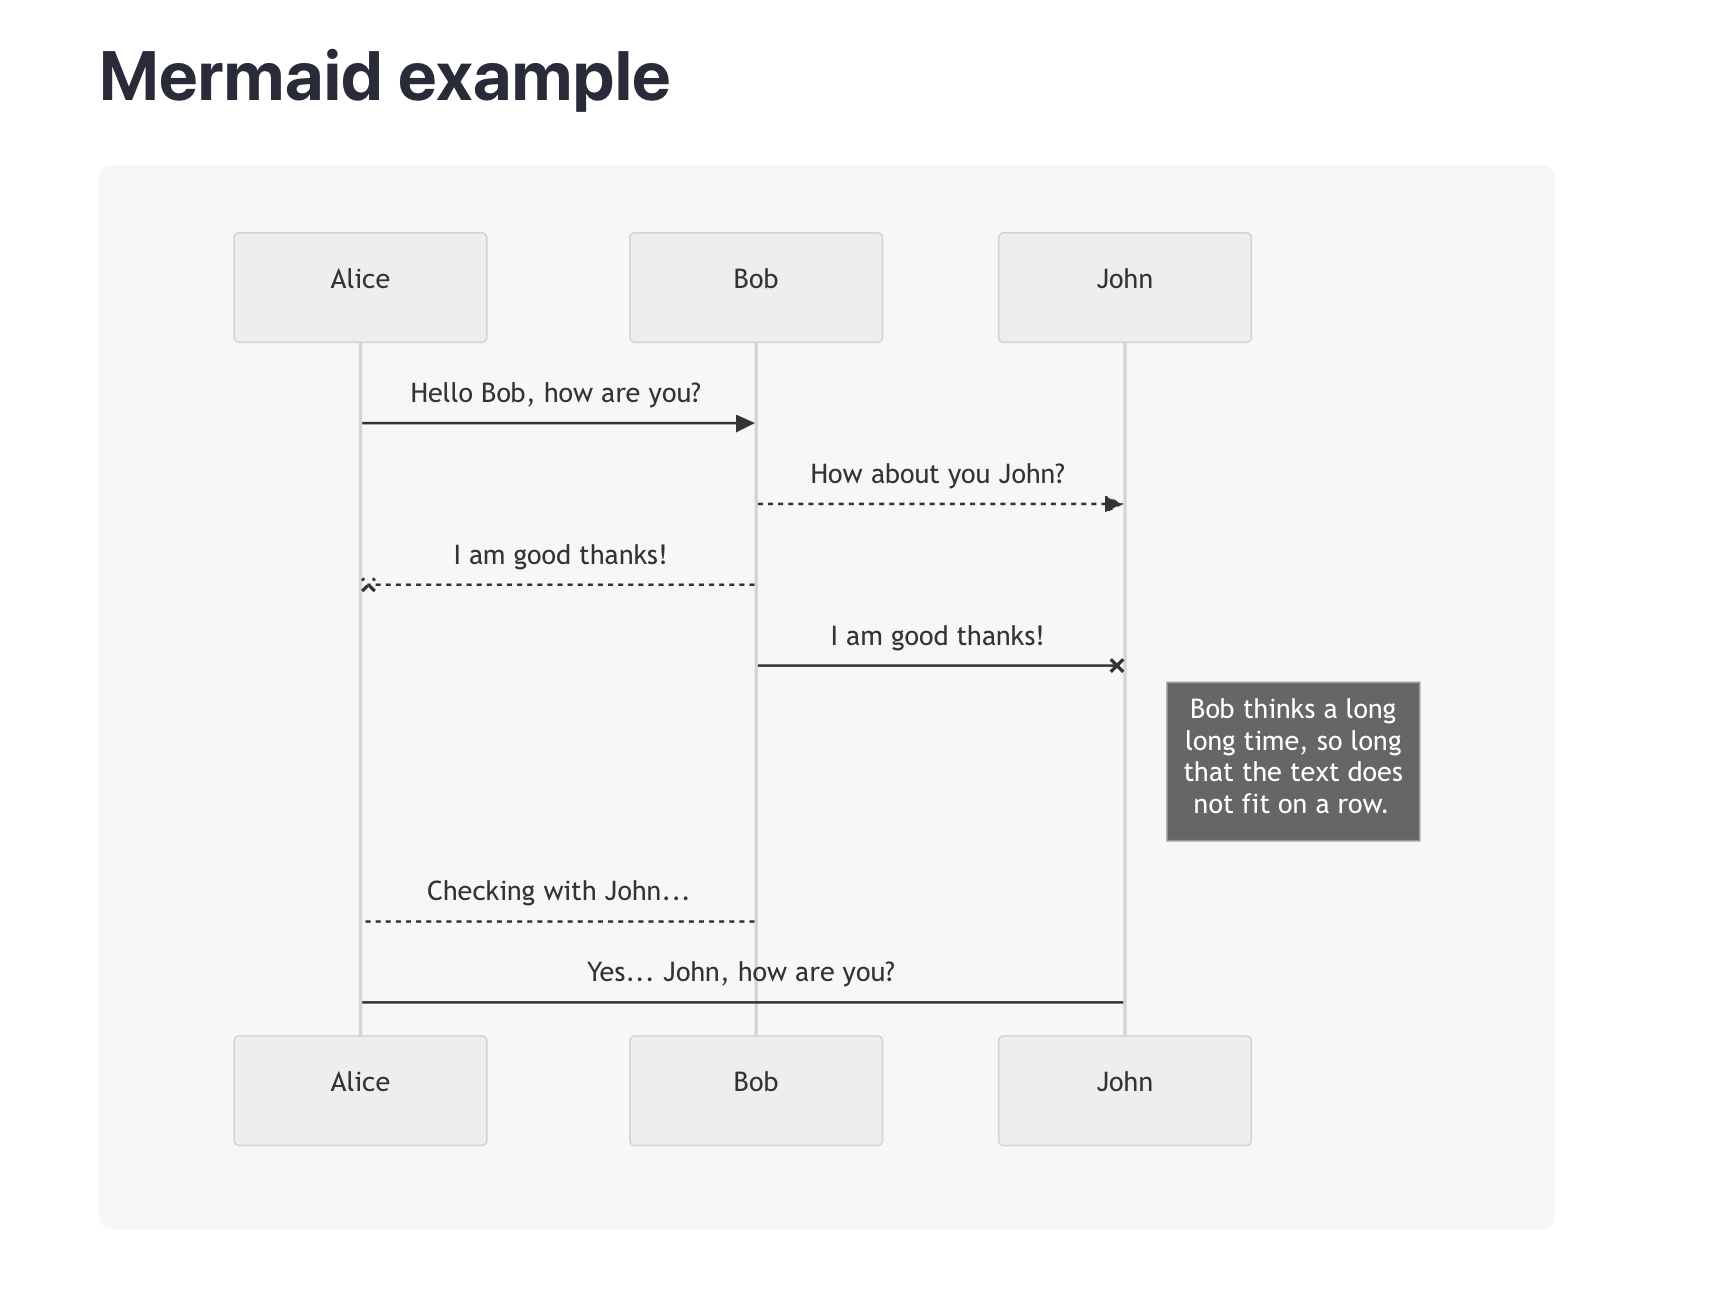 Mermaid example
Alice
Bob
John
Hello Bob, how are you?
How about you John?
I am good thanks!
I am good thanks!
Bob thinks a long
long time, so long
that the text does
not fit on a row.
Checking with John...
Yes... John, how are you?
Alice
Bob
John